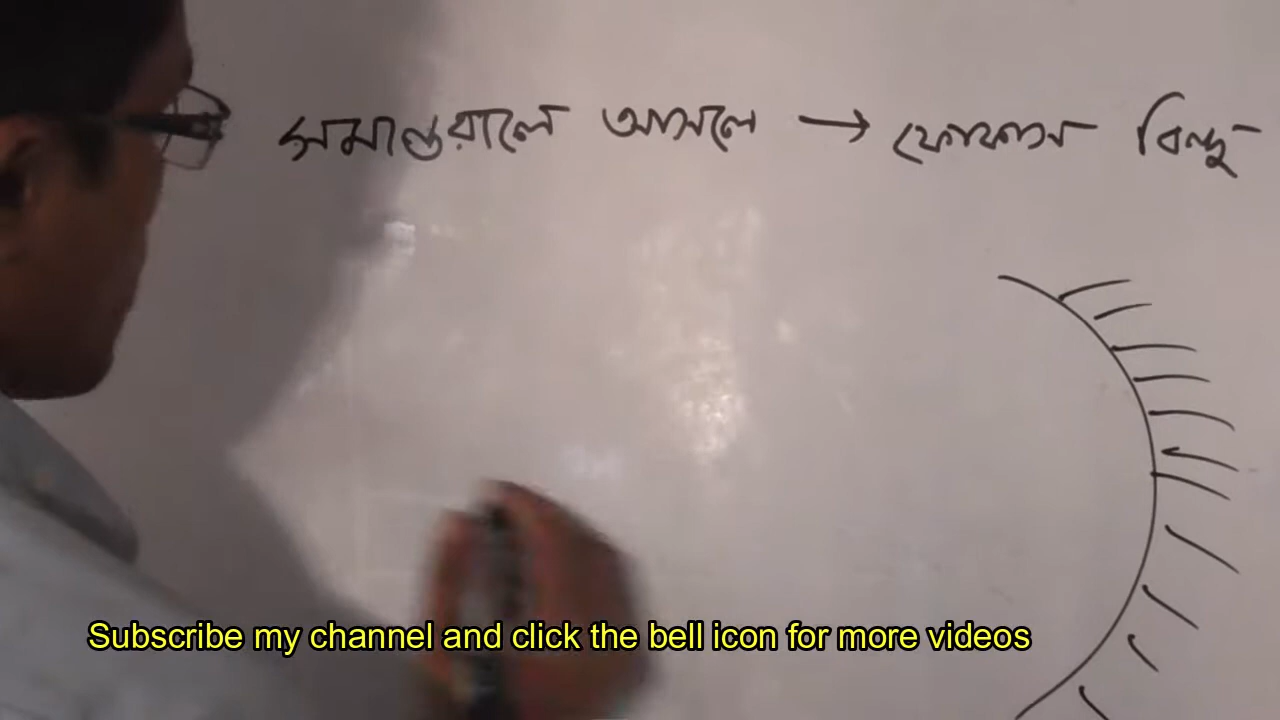 সমান্তরালে আসলে → ফোকাস বিন্দু
Subscribe my channel and click the bell icon for more videos